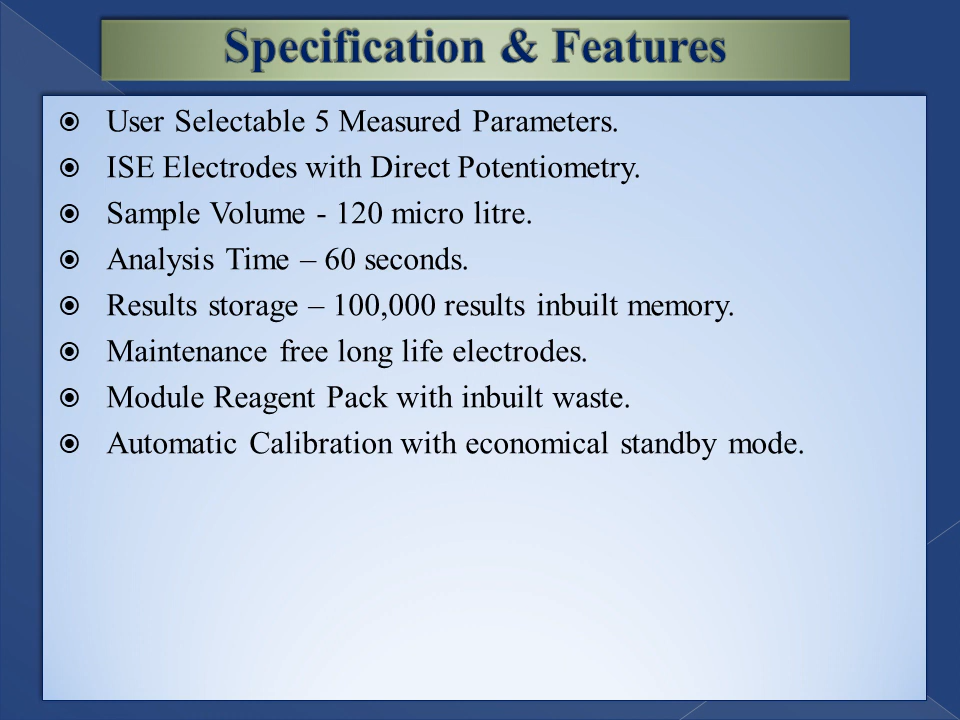 Specification & Features
User Selectable 5 Measured Parameters.
ISE Electrodes with Direct Potentiometry.
Sample Volume - 120 micro litre.
Analysis Time – 60 seconds.
Results storage – 100,000 results inbuilt memory.
Maintenance free long life electrodes.
Module Reagent Pack with inbuilt waste.
Automatic Calibration with economical standby mode.